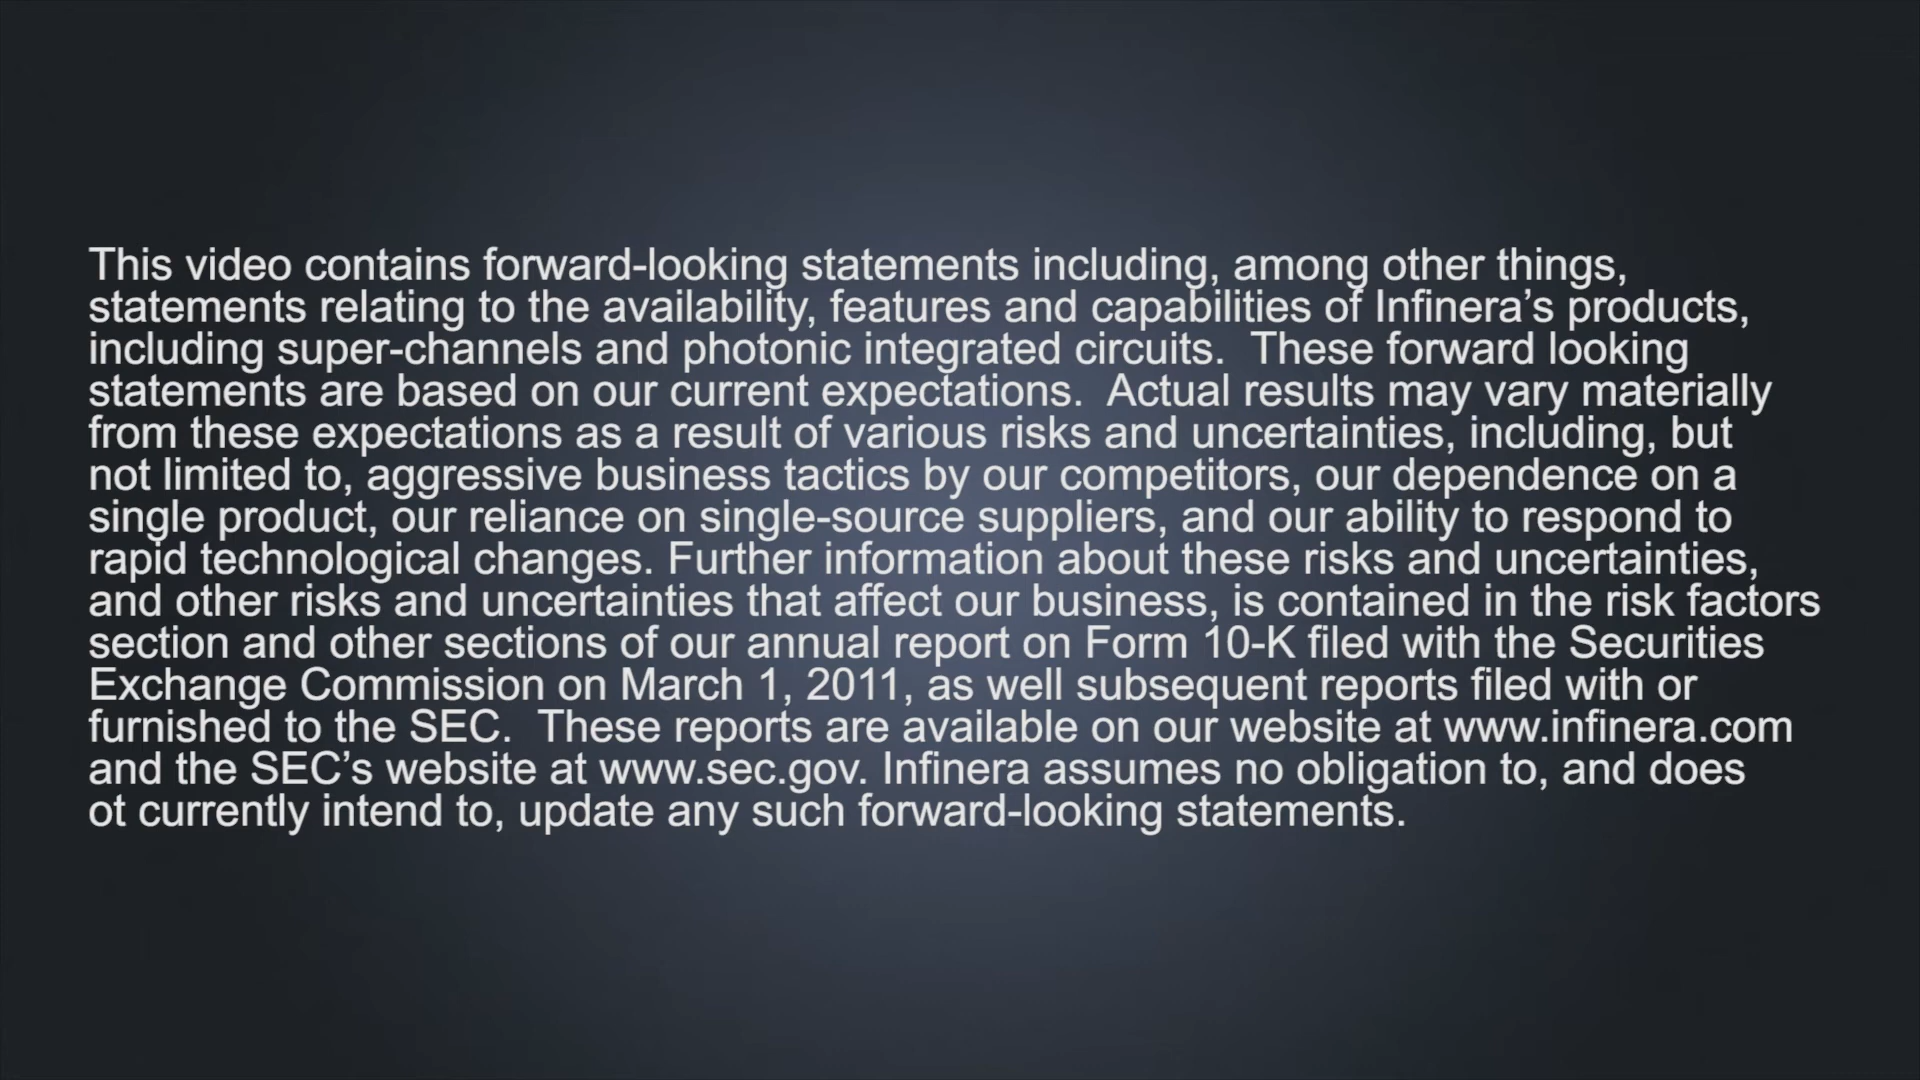 This video contains forward-looking statements including, among other things,
statements relating to the availability, features and capabilities of Infinera’s products,
including super-channels and photonic integrated circuits.  These forward looking
statements are based on our current expectations.  Actual results may vary materially
from these expectations as a result of various risks and uncertainties, including, but
not limited to, aggressive business tactics by our competitors, our dependence on a
single product, our reliance on single-source suppliers, and our ability to respond to
rapid technological changes. Further information about these risks and uncertainties,
and other risks and uncertainties that affect our business, is contained in the risk factors
section and other sections of our annual report on Form 10-K filed with the Securities
Exchange Commission on March 1, 2011, as well subsequent reports filed with or
furnished to the SEC.  These reports are available on our website at www.infinera.com
and the SEC’s website at www.sec.gov. Infinera assumes no obligation to, and does
ot currently intend to, update any such forward-looking statements.